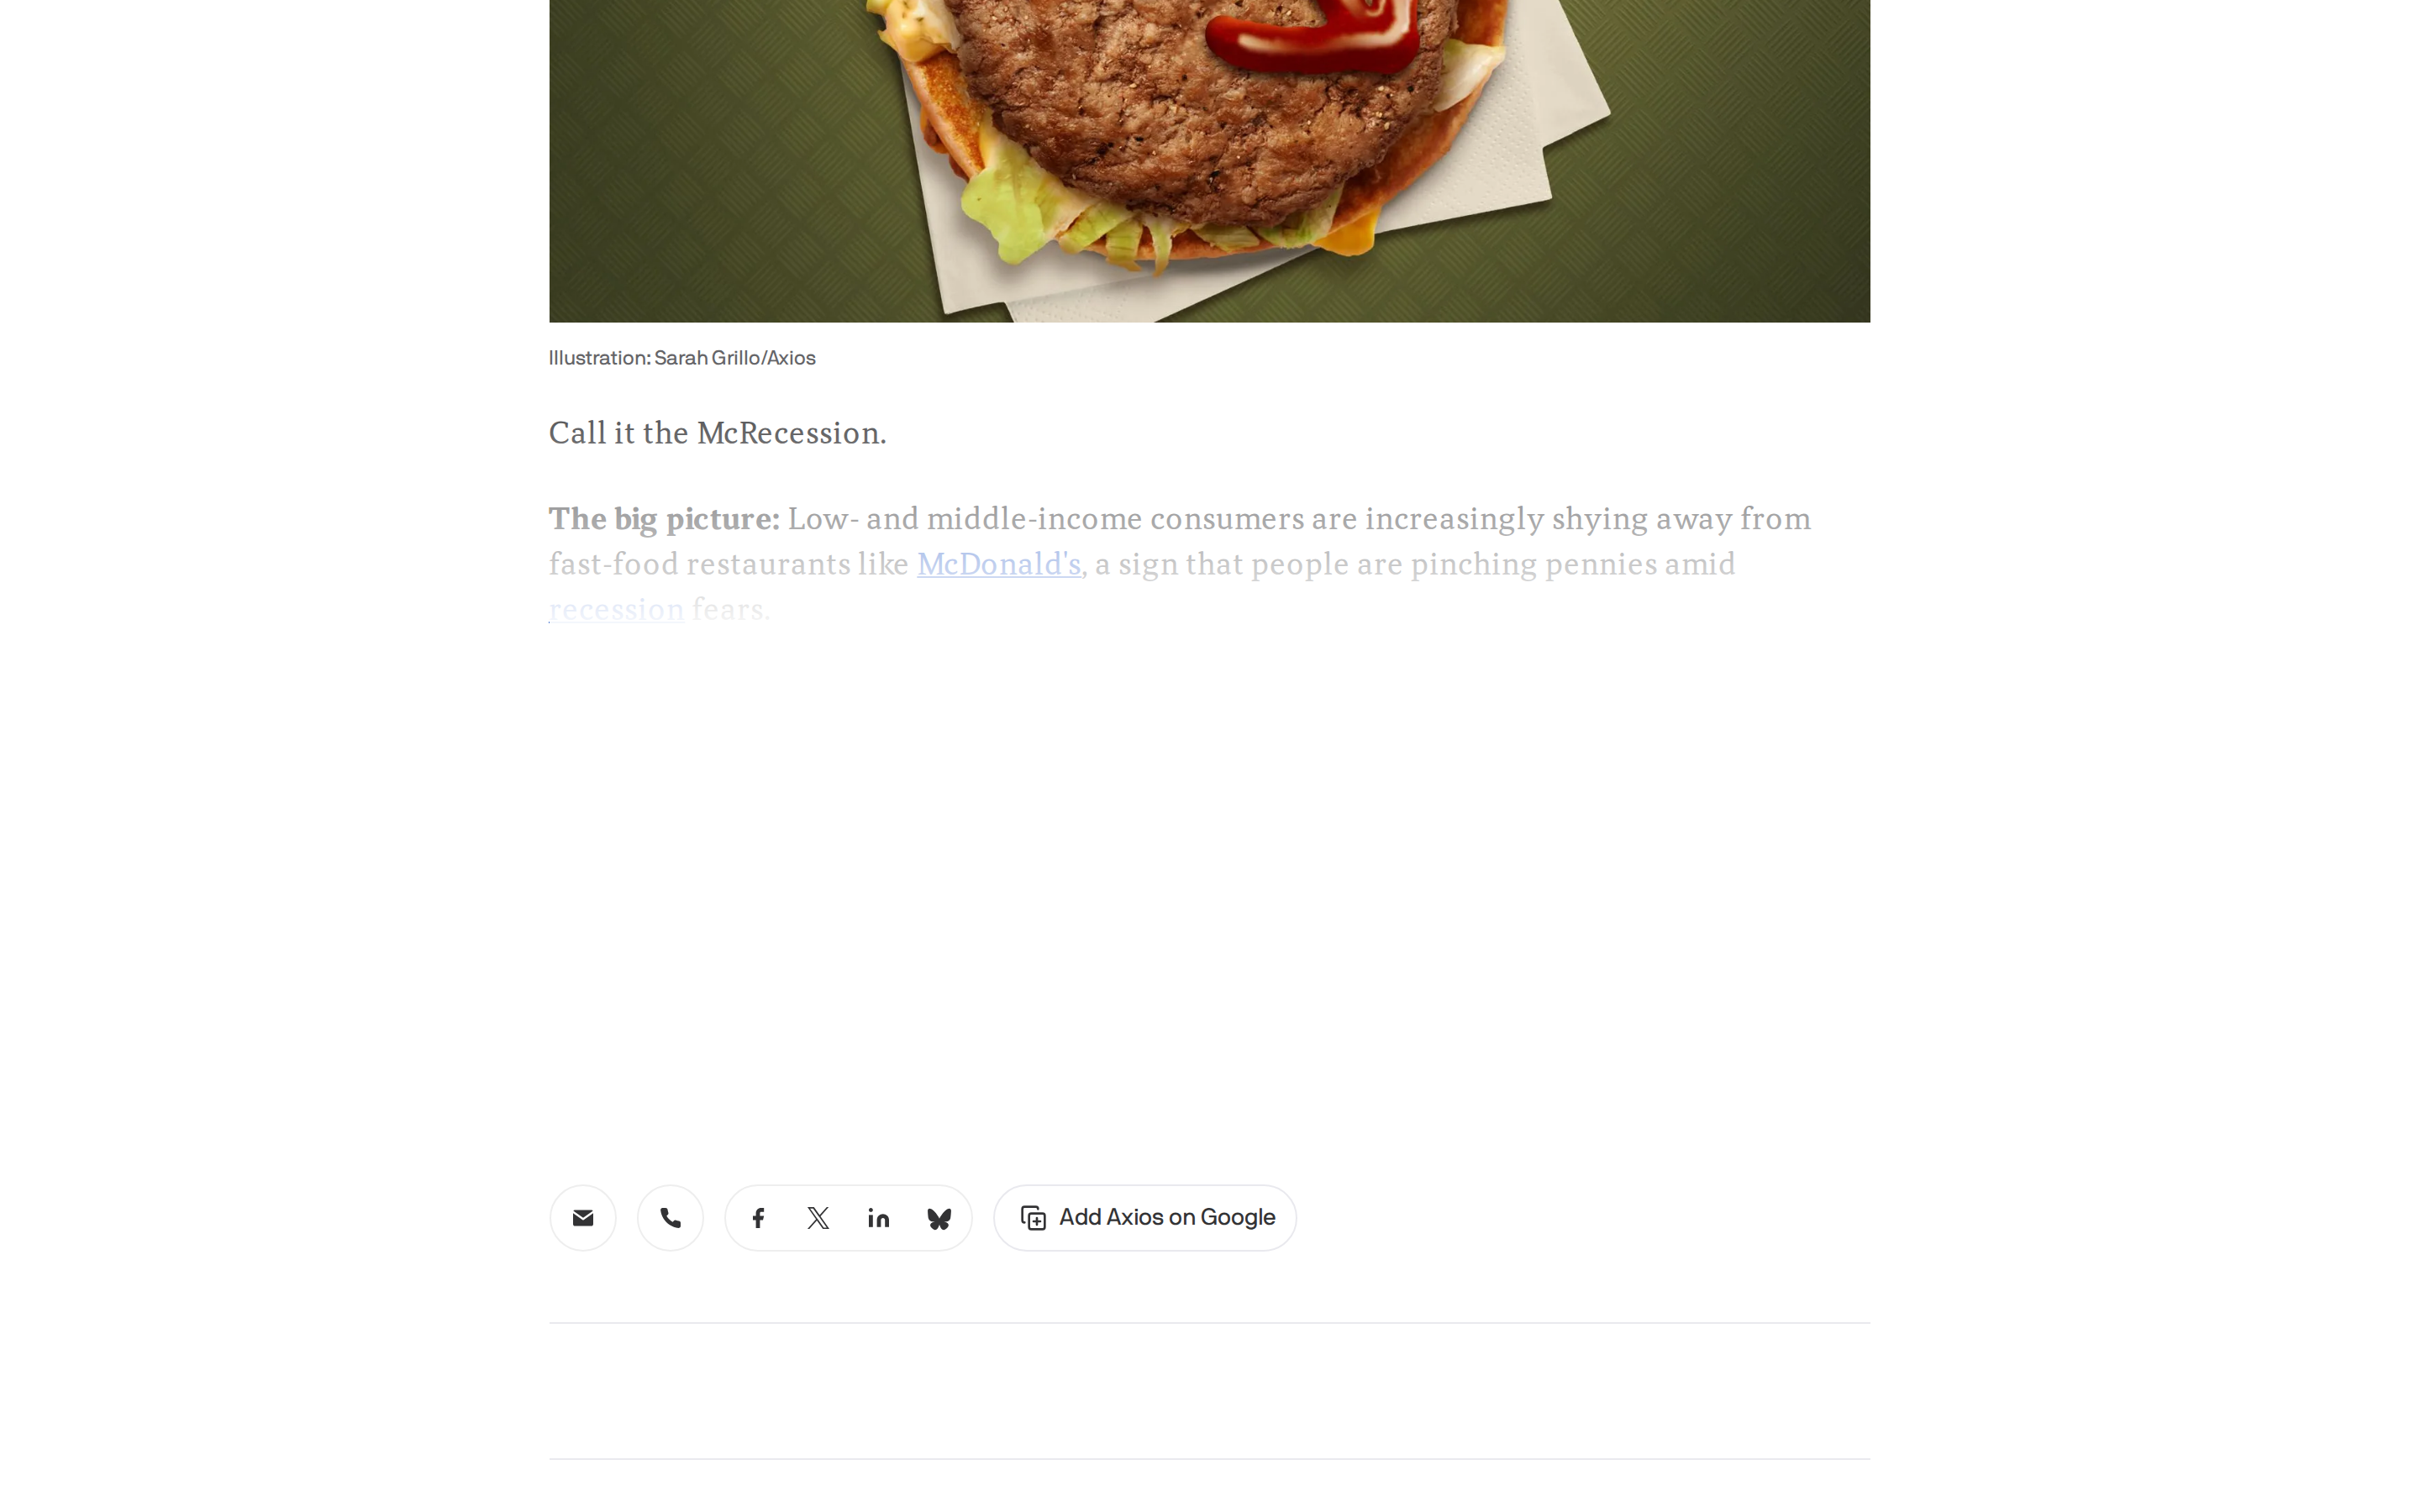 Illustration: Sarah Grillo/Axios
Call it the McRecession.
The big picture: Low- and middle-income consumers are increasingly shying away from
fast-food restaurants like McDonald's, a sign that people are pinching pennies amid
recession fears.
Add Axios on Google